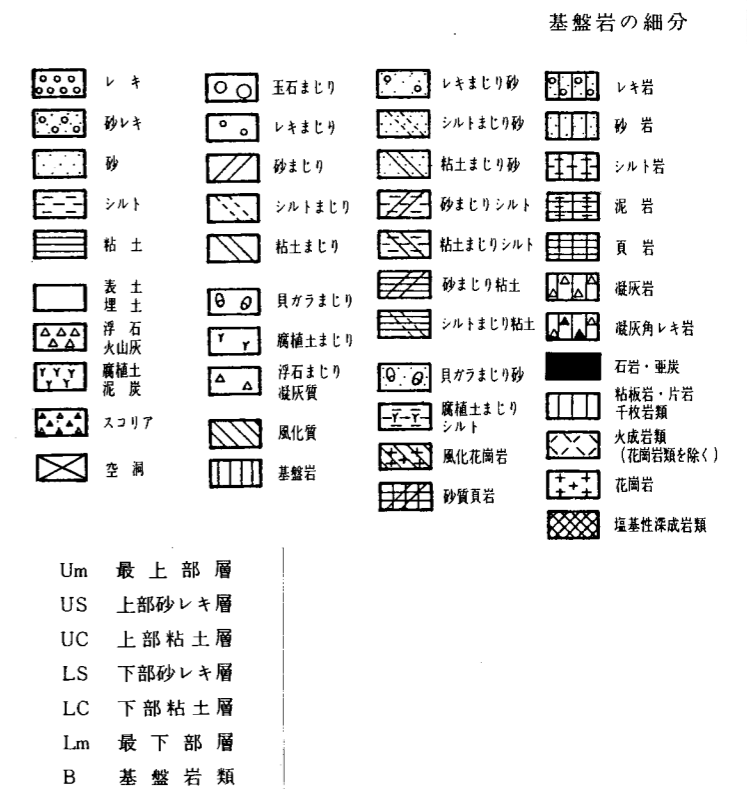 基盤岩の細分
レキ
砂レキ
砂
シルト
粘土
表土
埋土
浮石
火山灰
腐植土
泥炭
スコリア
空洞
玉石まじり
レキまじり
砂まじり
シルトまじり
粘土まじり
貝ガラまじり
腐植土まじり
浮石まじり
凝灰質
風化質
基盤岩
レキまじり砂
シルトまじり砂
粘土まじり砂
砂まじりシルト
粘土まじりシルト
砂まじり粘土
シルトまじり粘土
貝ガラまじり砂
腐植土まじり
シルト
風化花崗岩
砂質頁岩
レキ岩
砂岩
シルト岩
泥岩
頁岩
凝灰岩
凝灰角レキ岩
石岩・亜炭
粘板岩・片岩
千枚岩類
火成岩類
(花崗岩類を除く)
花崗岩
塩基性深成岩類
Um 最上部層
US 上部砂レキ層
UC 上部粘土層
LS 下部砂レキ層
LC 下部粘土層
Lm 最下部層
B 基盤岩類